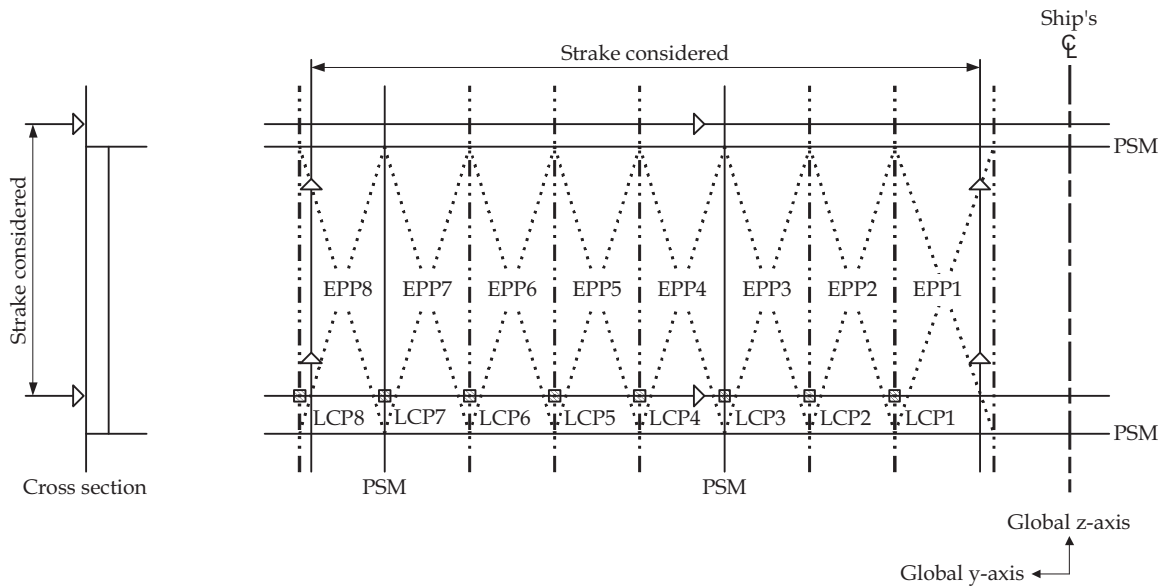 Ship's
℄
Strake considered
PSM
Strake considered
EPP8 EPP7 EPP6 EPP5 EPP4 EPP3 EPP2 EPP1
LCP8 LCP7 LCP6 LCP5 LCP4 LCP3 LCP2 LCP1
PSM
Cross section PSM PSM
Global z-axis
Global y-axis